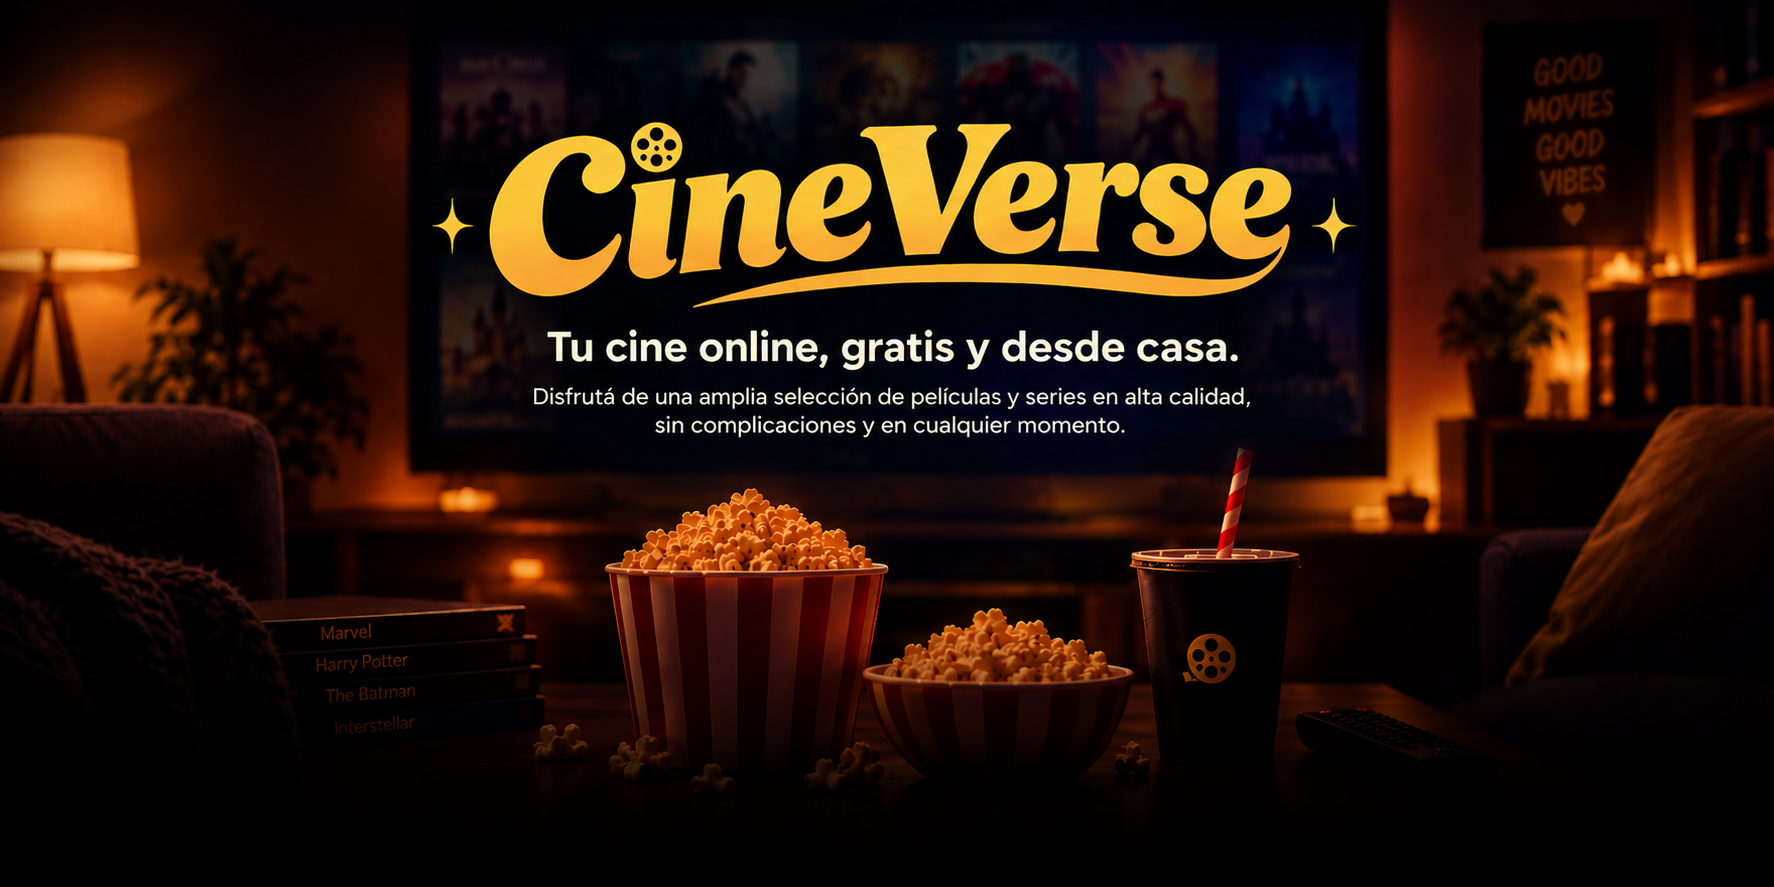 CineVerse
Tu cine online, gratis y desde casa.
Disfrutá de una amplia selección de películas y series en alta calidad,
sin complicaciones y en cualquier momento.
GOOD
MOVIES
GOOD
VIBES
Marvel
Harry Potter
The Batman
Interstellar